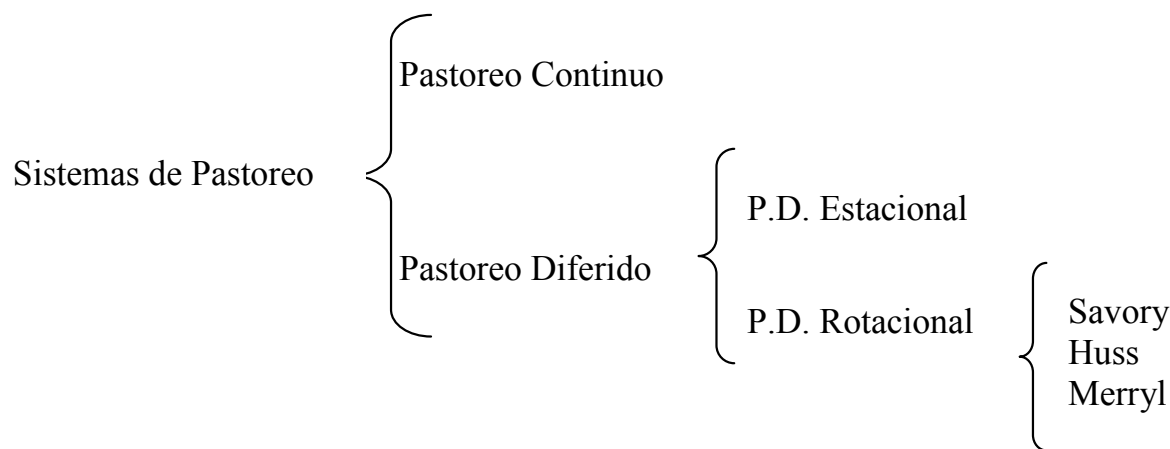 Pastoreo Continuo
Sistemas de Pastoreo
P.D. Estacional
Pastoreo Diferido
P.D. Rotacional
Savory
Huss
Merryl